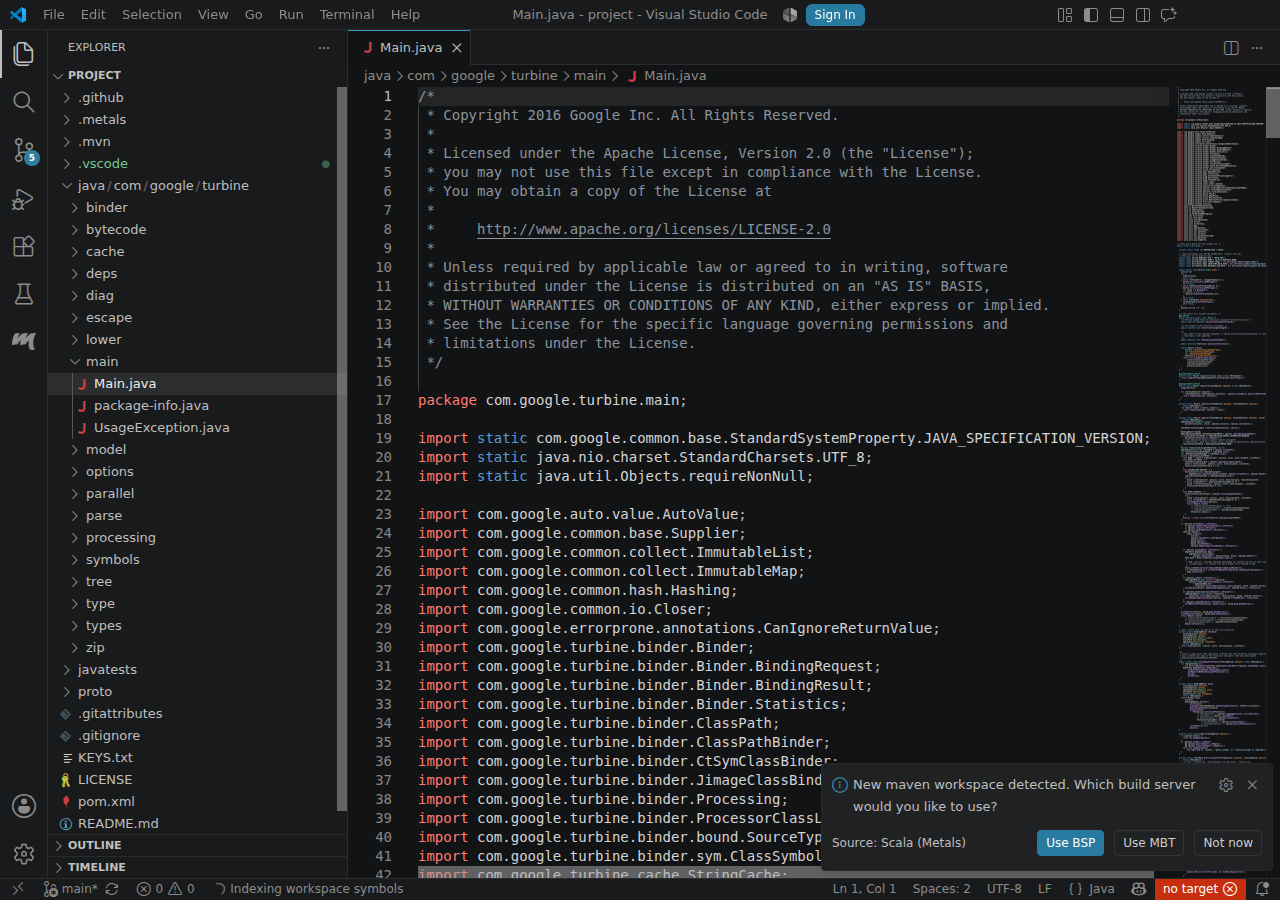 File Edit Selection View Go Run Terminal Help Main.java - project - Visual Studio Code Sign In
EXPLORER
PROJECT
.github
.metals
.mvn
.vscode
java/com/google/turbine
binder
bytecode
cache
deps
diag
escape
lower
main
Main.java
package-info.java
UsageException.java
model
options
parallel
parse
processing
symbols
tree
type
types
zip
javatests
proto
.gitattributes
.gitignore
KEYS.txt
LICENSE
pom.xml
README.md
OUTLINE
TIMELINE
5
Main.java
java > com > google > turbine > main > Main.java
1 /*
2 * Copyright 2016 Google Inc. All Rights Reserved.
3 *
4 * Licensed under the Apache License, Version 2.0 (the "License");
5 * you may not use this file except in compliance with the License.
6 * You may obtain a copy of the License at
7 *
8 * http://www.apache.org/licenses/LICENSE-2.0
9 *
10 * Unless required by applicable law or agreed to in writing, software
11 * distributed under the License is distributed on an "AS IS" BASIS,
12 * WITHOUT WARRANTIES OR CONDITIONS OF ANY KIND, either express or implied.
13 * See the License for the specific language governing permissions and
14 * limitations under the License.
15 */
16
17 package com.google.turbine.main;
18
19 import static com.google.common.base.StandardSystemProperty.JAVA_SPECIFICATION_VERSION;
20 import static java.nio.charset.StandardCharsets.UTF_8;
21 import static java.util.Objects.requireNonNull;
22
23 import com.google.auto.value.AutoValue;
24 import com.google.common.base.Supplier;
25 import com.google.common.collect.ImmutableList;
26 import com.google.common.collect.ImmutableMap;
27 import com.google.common.hash.Hashing;
28 import com.google.common.io.Closer;
29 import com.google.errorprone.annotations.CanIgnoreReturnValue;
30 import com.google.turbine.binder.Binder;
31 import com.google.turbine.binder.Binder.BindingRequest;
32 import com.google.turbine.binder.Binder.BindingResult;
33 import com.google.turbine.binder.Binder.Statistics;
34 import com.google.turbine.binder.ClassPath;
35 import com.google.turbine.binder.ClassPathBinder;
36 import com.google.turbine.binder.CtSymClassBinder;
37 import com.google.turbine.binder.JimageClassBind
38 import com.google.turbine.binder.Processing;
39 import com.google.turbine.binder.ProcessorClassL
40 import com.google.turbine.binder.bound.SourceTyp
41 import com.google.turbine.binder.sym.ClassSymbol
42 import com.google.turbine.cache.StringCache;
New maven workspace detected. Which build server
would you like to use?
Source: Scala (Metals) Use BSP Use MBT Not now
main* 0 0 Indexing workspace symbols Ln 1, Col 1 Spaces: 2 UTF-8 LF { } Java no target